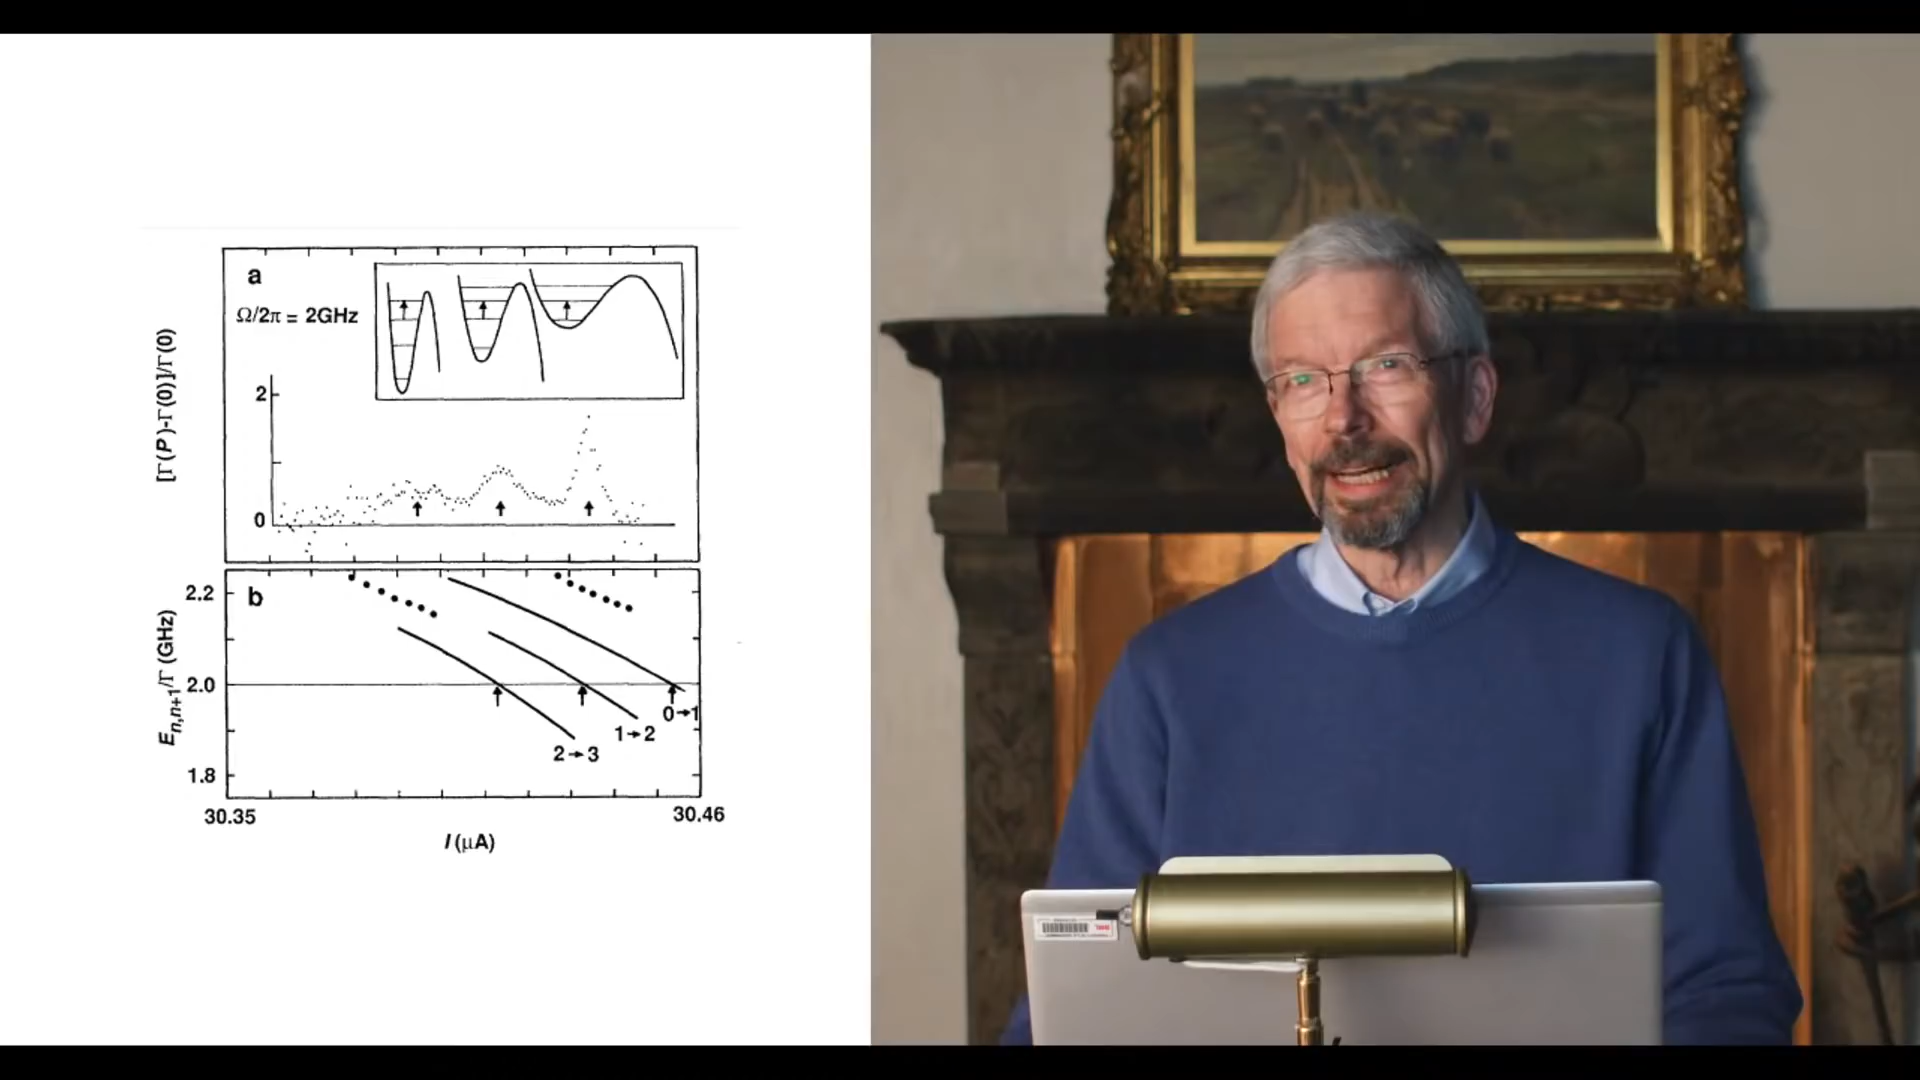 a
Ω/2π = 2GHz
[Γ(P)-Γ(0)]/Γ(0)
2
0
b
2.2
2.0
1.8
E_{n,n+1}/Γ (GHz)
0→1
1→2
2→3
30.35
30.46
I (μA)